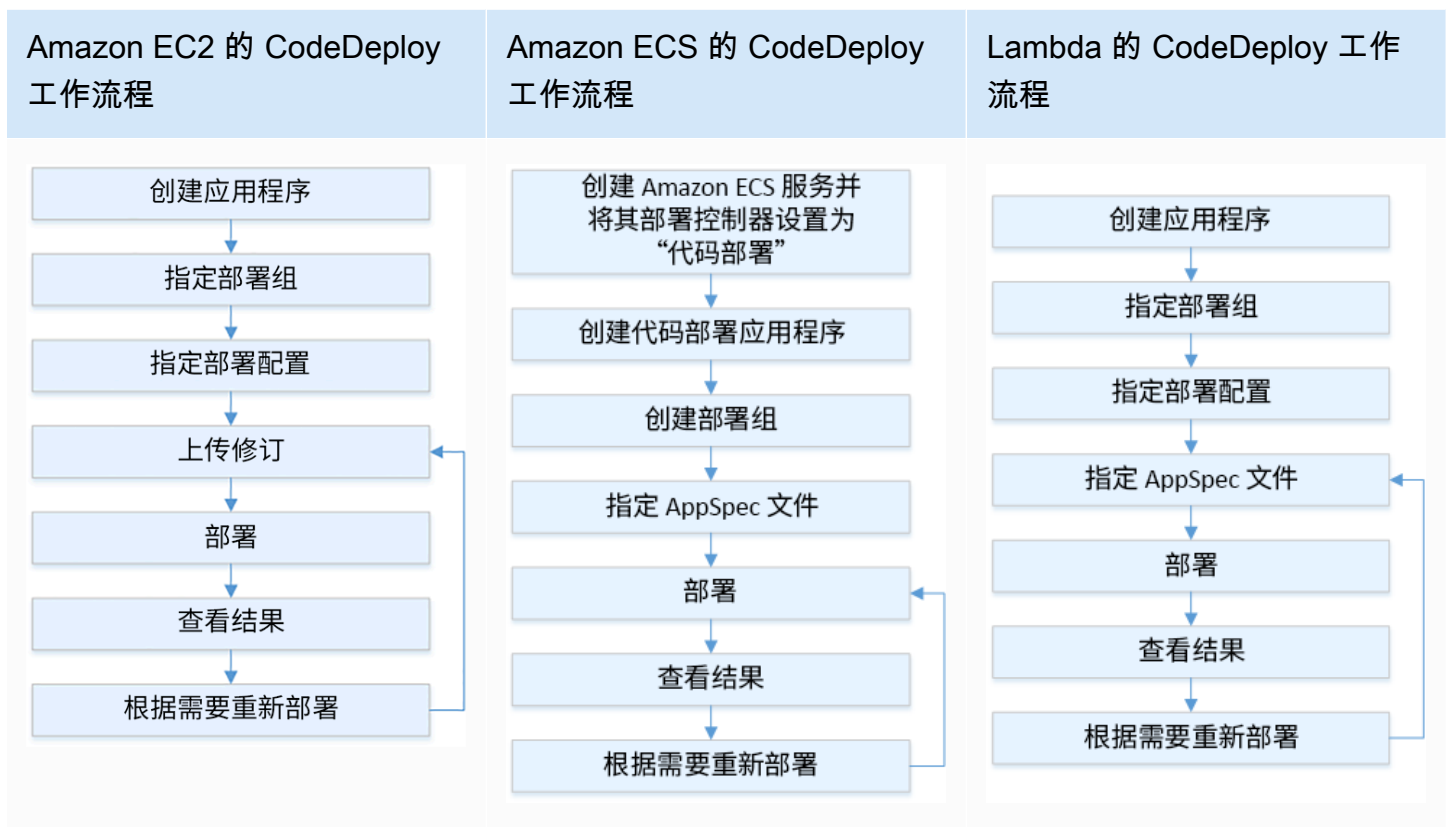 Amazon EC2 的 CodeDeploy
工作流程
Amazon ECS 的 CodeDeploy
工作流程
Lambda 的 CodeDeploy 工作
流程
创建应用程序
指定部署组
指定部署配置
上传修订
部署
查看结果
根据需要重新部署
创建 Amazon ECS 服务并
将其部署控制器设置为
“代码部署”
创建代码部署应用程序
创建部署组
指定 AppSpec 文件
部署
查看结果
根据需要重新部署
创建应用程序
指定部署组
指定部署配置
指定 AppSpec 文件
部署
查看结果
根据需要重新部署